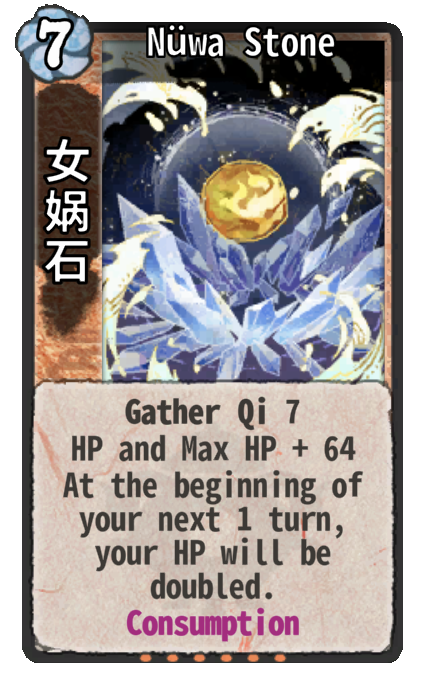 7
Nüwa Stone
女娲石
Gather Qi 7
HP and Max HP + 64
At the beginning of
your next 1 turn,
your HP will be
doubled.
Consumption